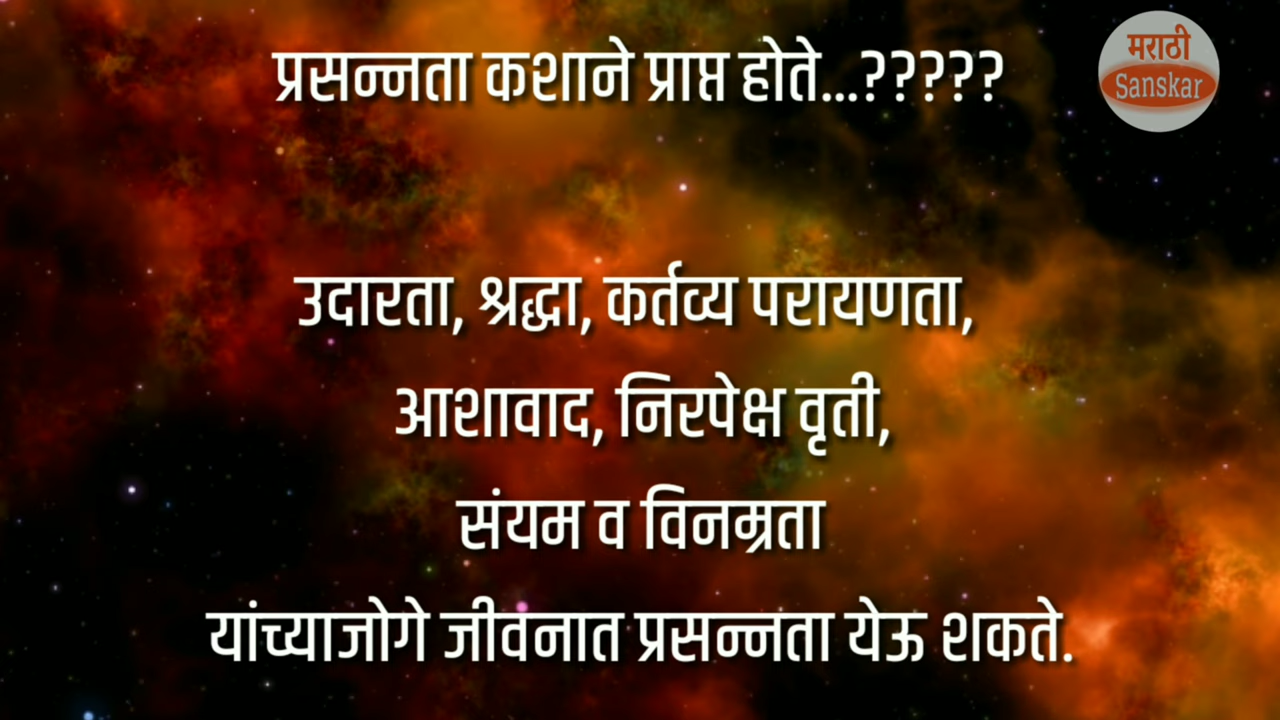 प्रसन्नता कशाने प्राप्त होते...?????
मराठी
Sanskar
उदारता, श्रद्धा, कर्तव्य परायणता,
आशावाद, निरपेक्ष वृती,
संयम व विनम्रता
यांच्याजोगे जीवनात प्रसन्नता येऊ शकते.